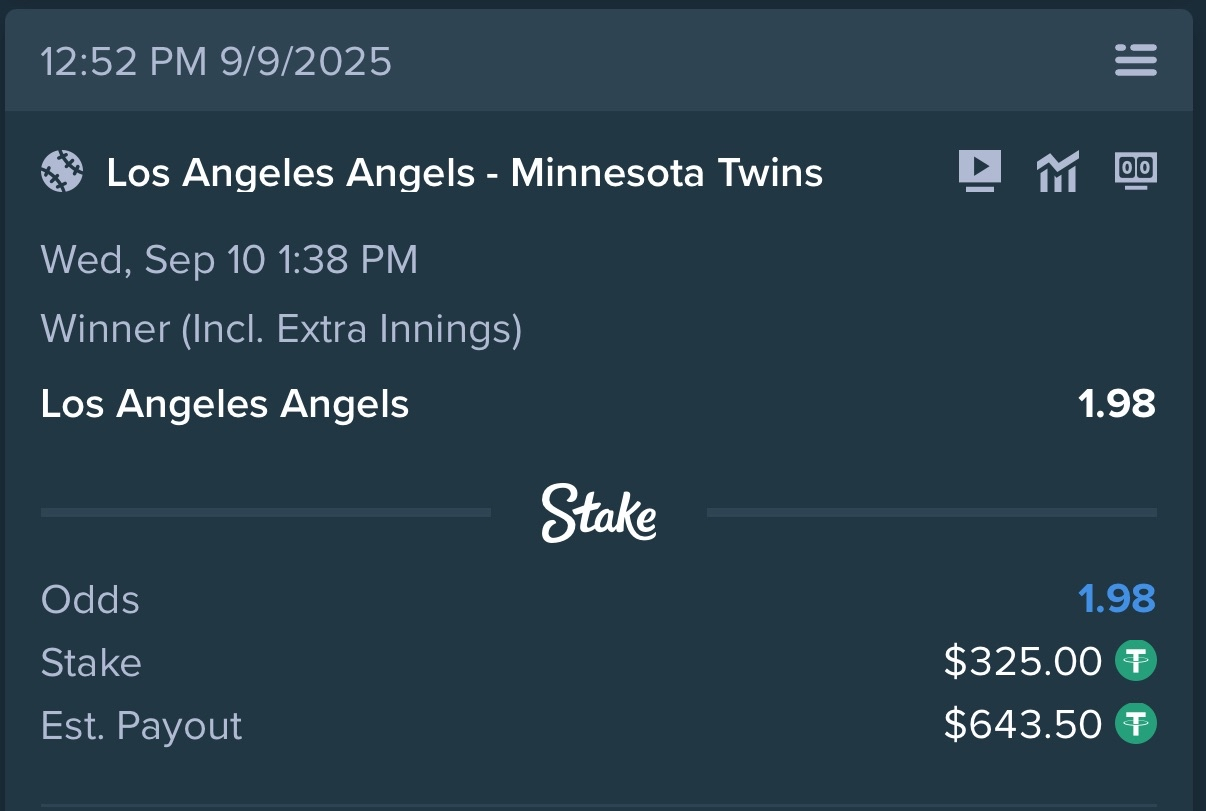 12:52 PM 9/9/2025
Los Angeles Angels - Minnesota Twins
00
Wed, Sep 10 1:38 PM
Winner (Incl. Extra Innings)
Los Angeles Angels 1.98
Stake
Odds 1.98
Stake $325.00
Est. Payout $643.50